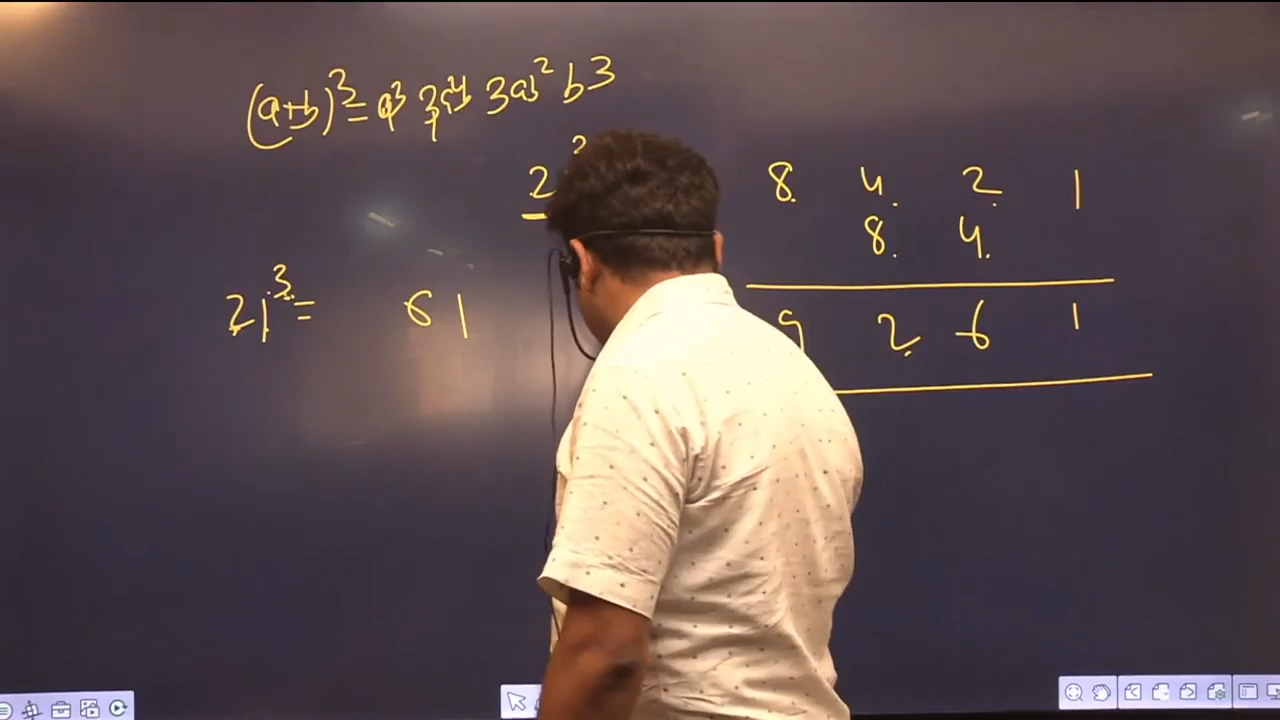 (a+b)³ = a³ 3a²b 3ab² b3
2
8 4 2 1
8 4
21³ = 61
9 2 6 1